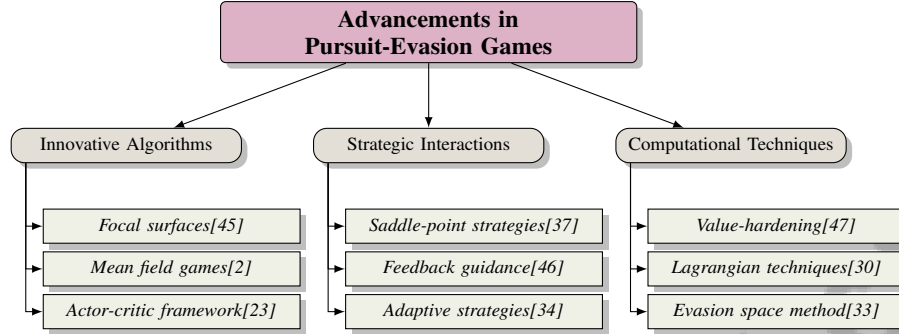 Advancements in
Pursuit-Evasion Games
Innovative Algorithms
Strategic Interactions
Computational Techniques
Focal surfaces[45]
Saddle-point strategies[37]
Value-hardening[47]
Mean field games[2]
Feedback guidance[46]
Lagrangian techniques[30]
Actor-critic framework[23]
Adaptive strategies[34]
Evasion space method[33]